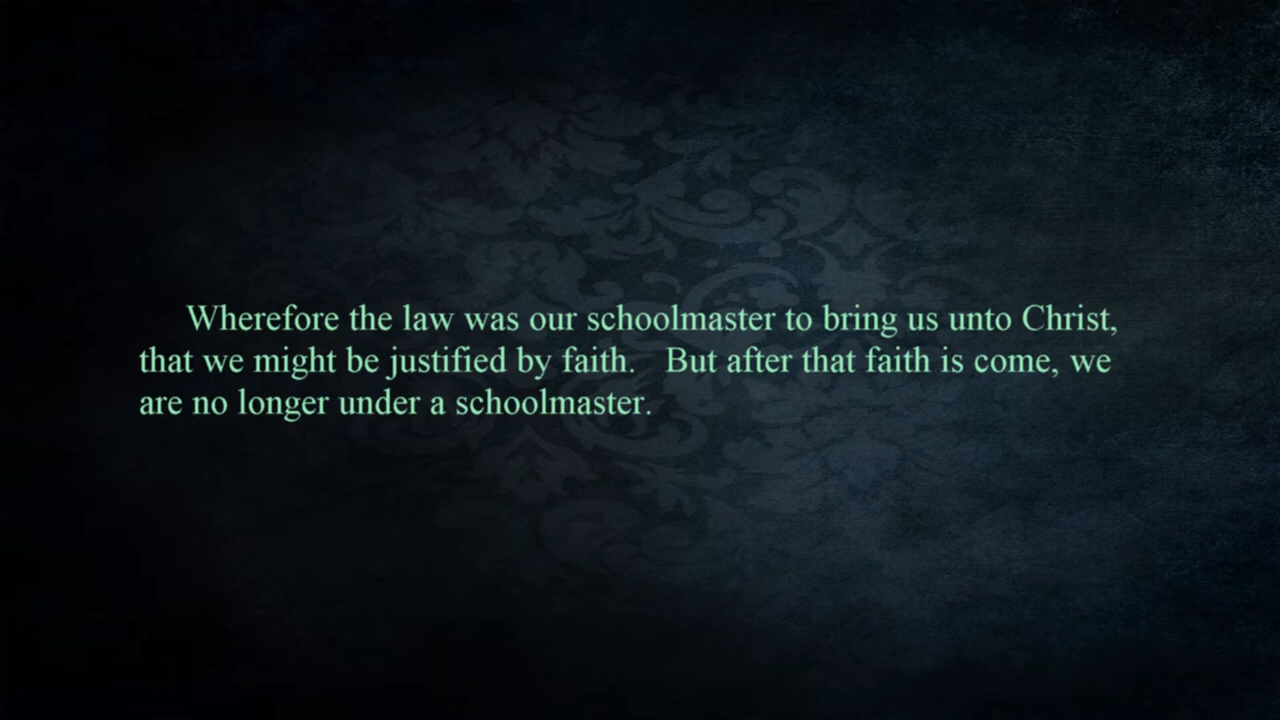 Wherefore the law was our schoolmaster to bring us unto Christ,
that we might be justified by faith.   But after that faith is come, we
are no longer under a schoolmaster.